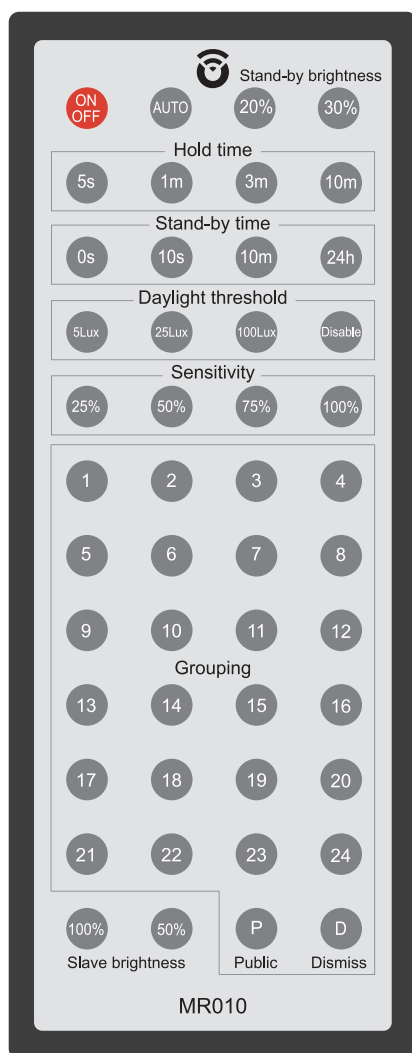 Stand-by brightness
ON OFF AUTO 20% 30%
Hold time
5s 1m 3m 10m
Stand-by time
0s 10s 10m 24h
Daylight threshold
5Lux 25Lux 100Lux Disable
Sensitivity
25% 50% 75% 100%
1 2 3 4
5 6 7 8
9 10 11 12
Grouping
13 14 15 16
17 18 19 20
21 22 23 24
100% 50% P D
Slave brightness Public Dismiss
MR010